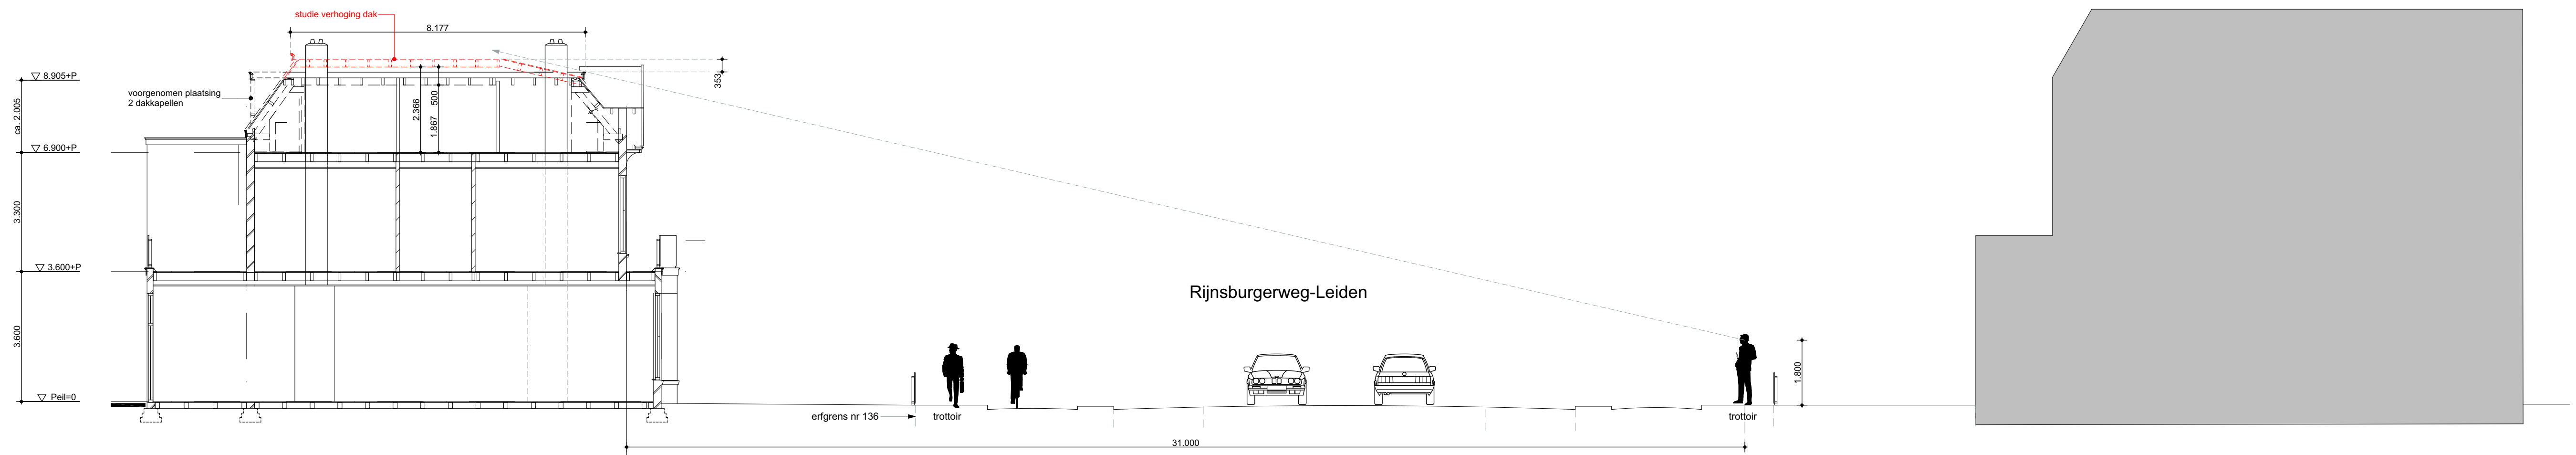 studie verhoging dak
8.177
8.905+P
353
voorgenomen plaatsing
2 dakkapellen
ca. 2.005
2.366
500
1.867
6.900+P
3.300
3.600+P
Rijnsburgerweg-Leiden
3.600
1.800
Peil=0
erfgrens nr 136
trottoir
trottoir
31.000